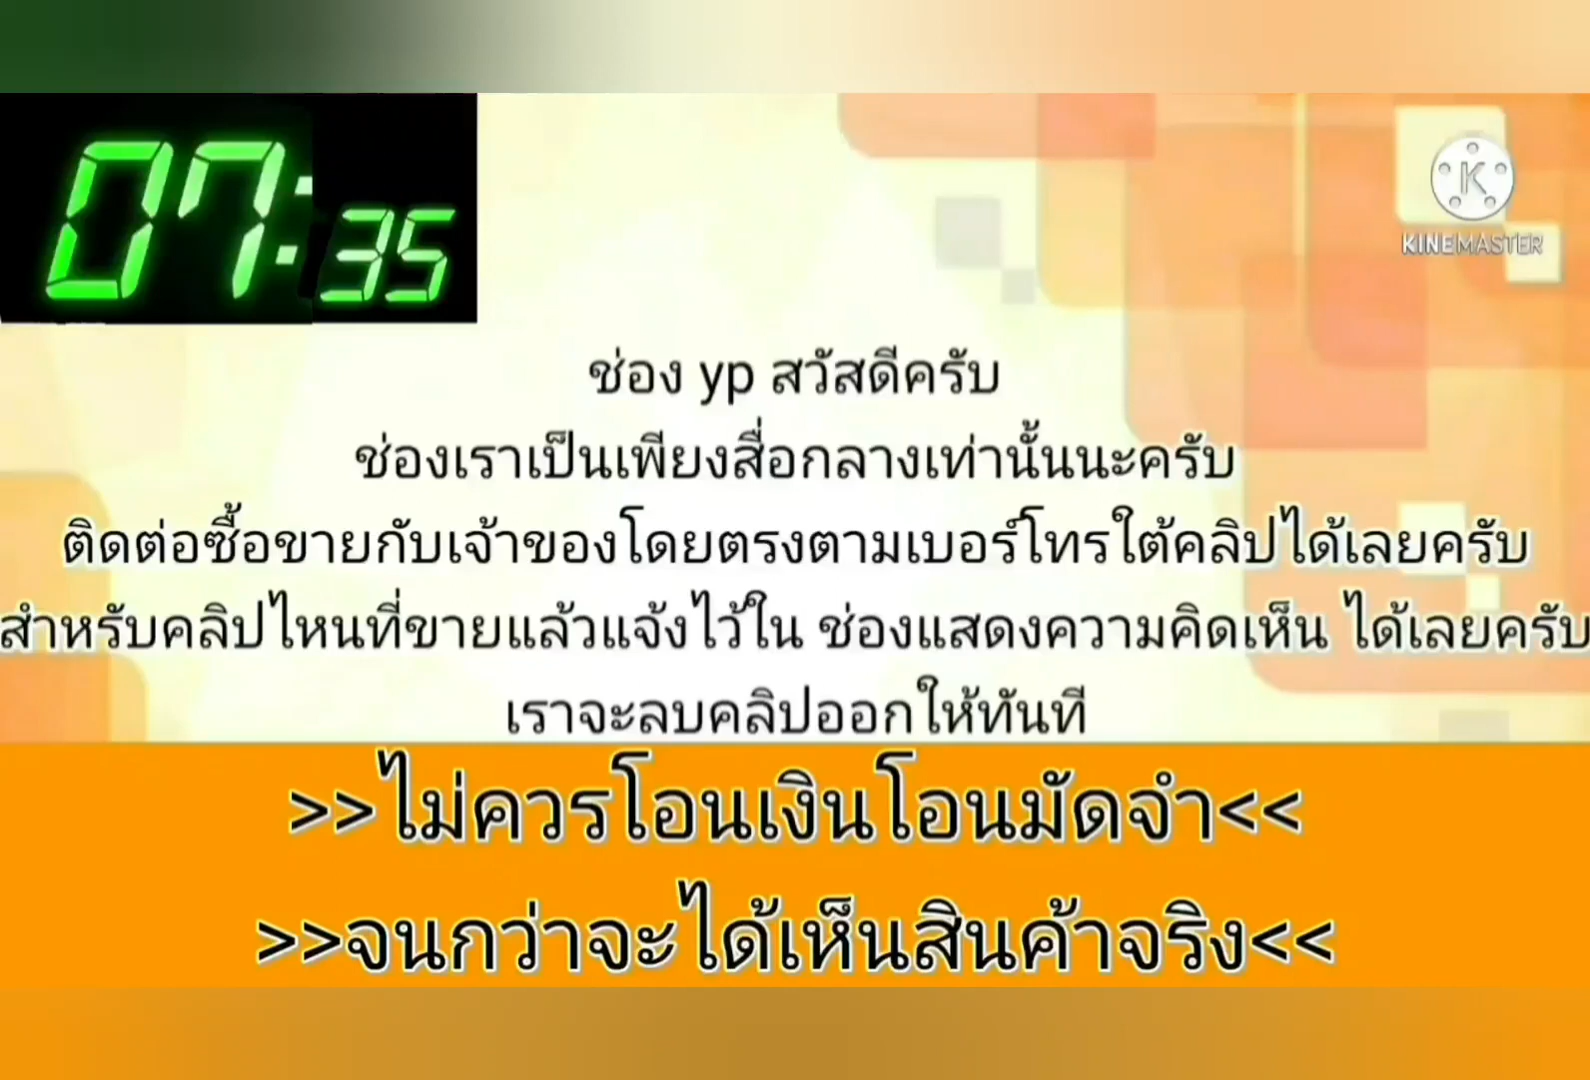 07:35
KINEMASTER
ช่อง yp สวัสดีครับ
ช่องเราเป็นเพียงสื่อกลางเท่านั้นนะครับ
ติดต่อซื้อขายกับเจ้าของโดยตรงตามเบอร์โทรใต้คลิปได้เลยครับ
สำหรับคลิปไหนที่ขายแล้วแจ้งไว้ใน ช่องแสดงความคิดเห็น ได้เลยครับ
เราจะลบคลิปออกให้ทันที
>>ไม่ควรโอนเงินโอนมัดจำ<<
>>จนกว่าจะได้เห็นสินค้าจริง<<